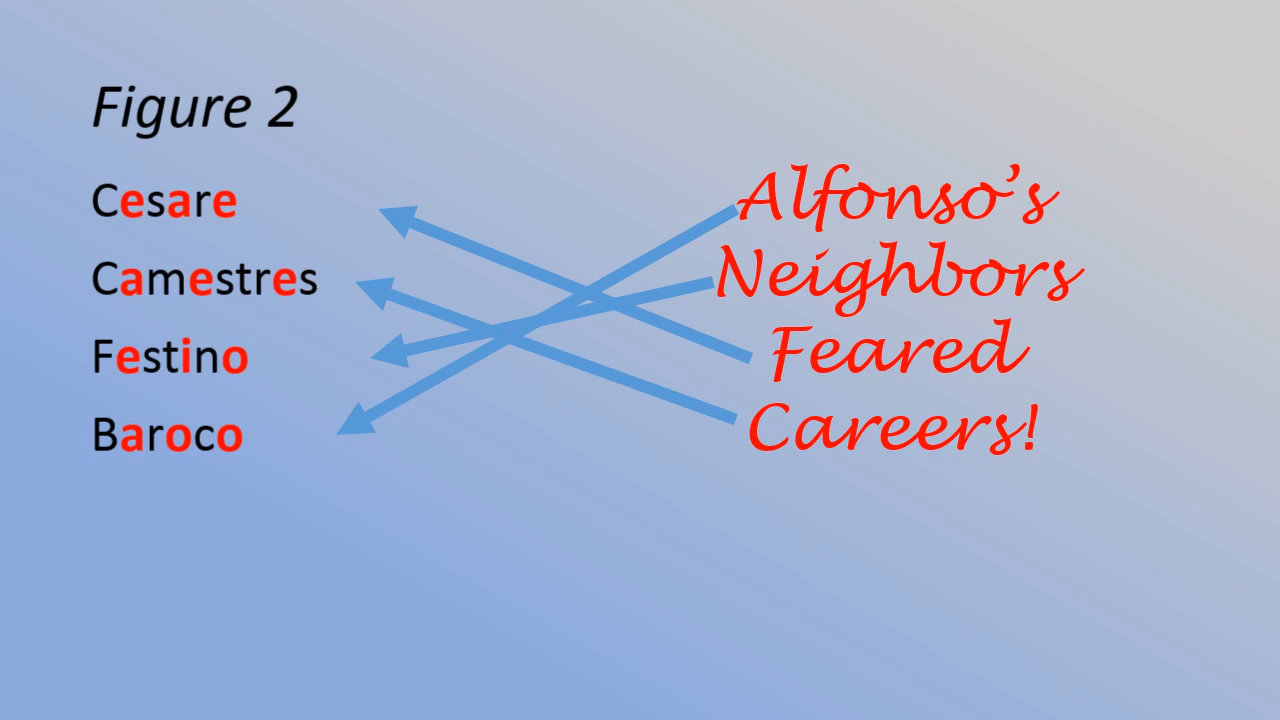 Figure 2
Cesare
Camestres
Festino
Baroco
Alfonso’s
Neighbors
Feared
Careers!